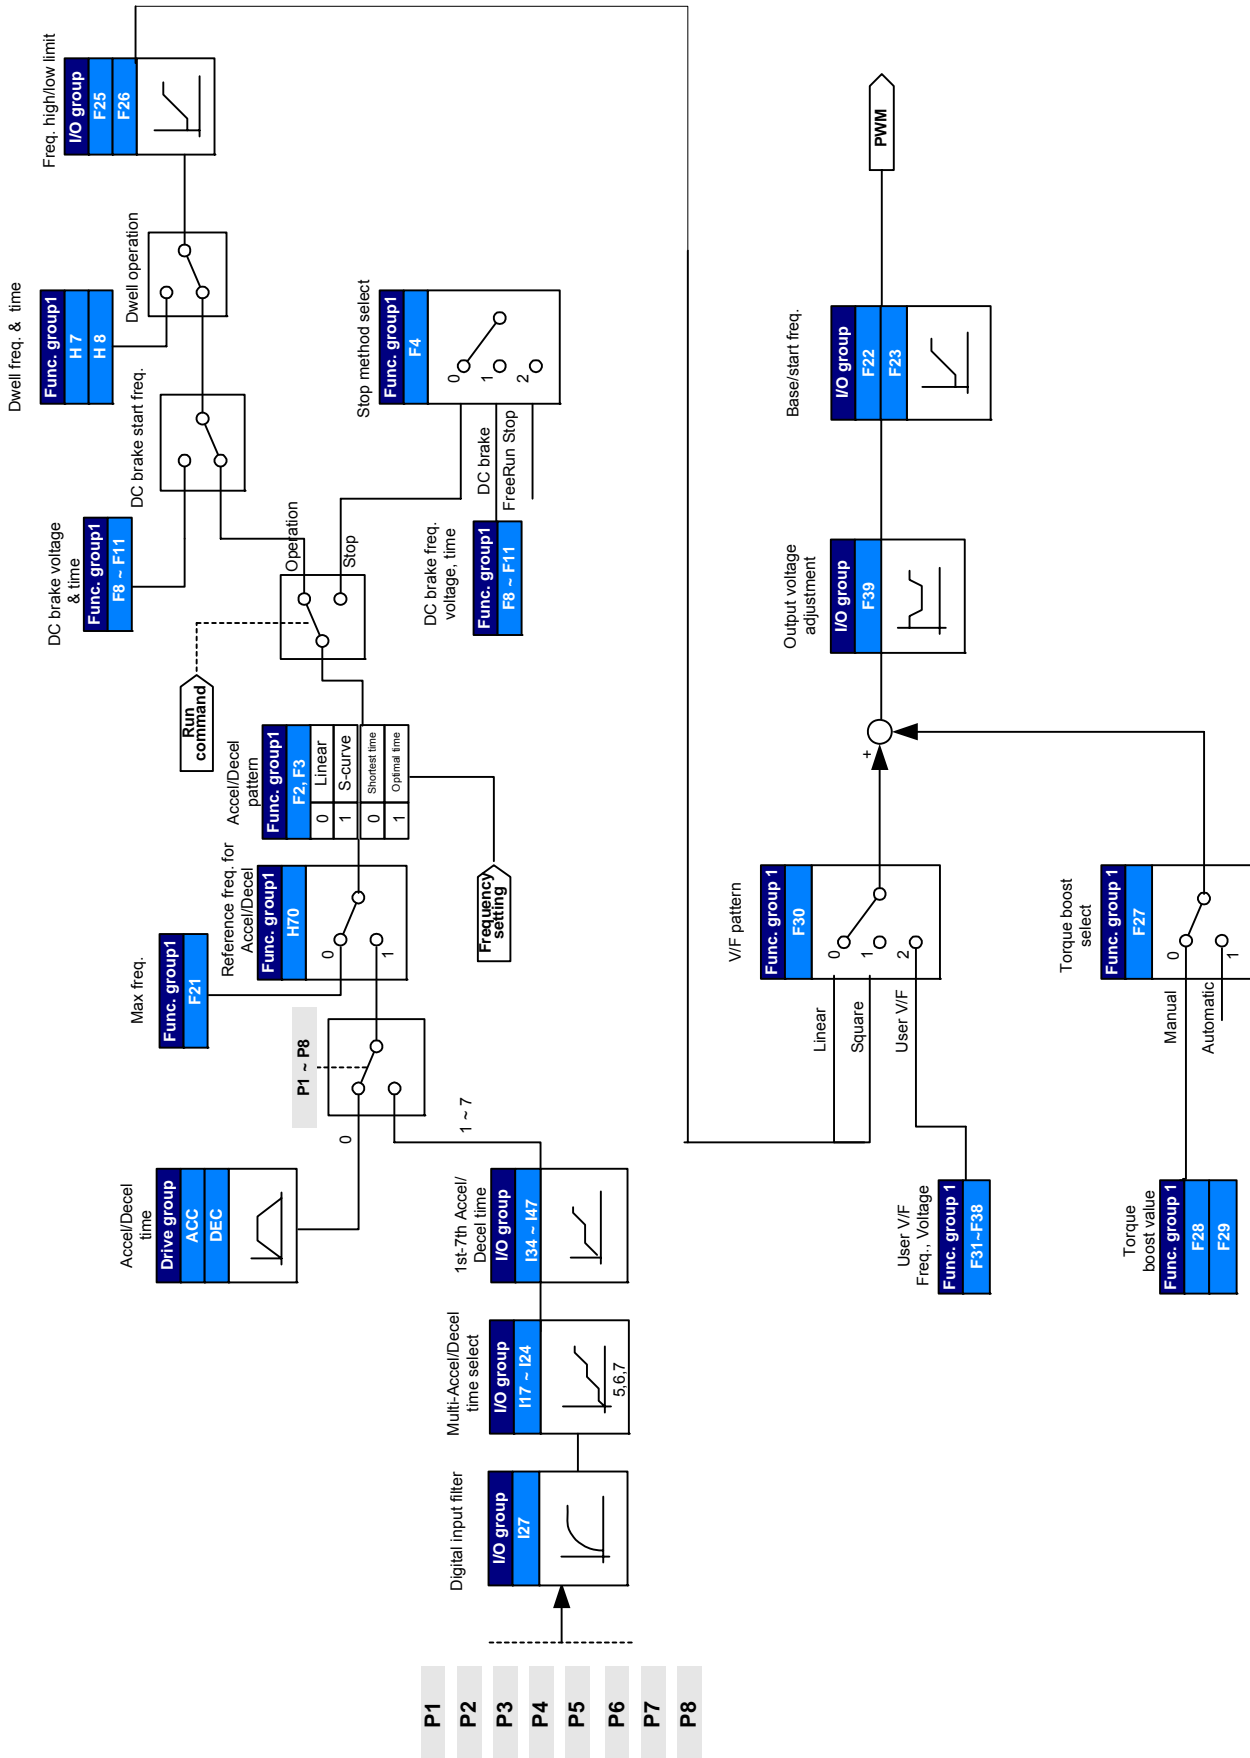 P1
P2
P3
P4
P5
P6
P7
P8
Digital input filter
I/O group
I27
Multi-Accel/Decel
time select
I/O group
I17 ~ I24
5,6,7
1st-7th Accel/
Decel time
I/O group
I34 ~ I47
Accel/Decel
time
Drive group
ACC
DEC
0
1 ~ 7
P1 ~ P8
Max freq.
Func. group1
F21
Reference freq. for
Accel/Decel
Func. group1
H70
0
1
Frequency
setting
Accel/Decel
pattern
Func. group1
F2, F3
0 Linear
1 S-curve
0 Shortest time
1 Optimal time
Run
command
Operation
Stop
DC brake voltage
& time
Func. group1
F8 ~ F11
DC brake start freq.
DC brake freq.
voltage, time
Func. group1
F8 ~ F11
DC brake
FreeRun Stop
Stop method select
Func. group1
F4
0
1
2
Dwell freq. & time
Func. group1
H 7
H 8
Dwell operation
Freq. high/low limit
I/O group
F25
F26
User V/F
Freq., Voltage
Func. group 1
F31~F38
Linear
Square
User V/F
V/F pattern
Func. group 1
F30
0
1
2
+
Torque
boost value
Func. group 1
F28
F29
Manual
Automatic
Torque boost
select
Func. group 1
F27
0
1
Output voltage
adjustment
I/O group
F39
Base/start freq.
I/O group
F22
F23
PWM